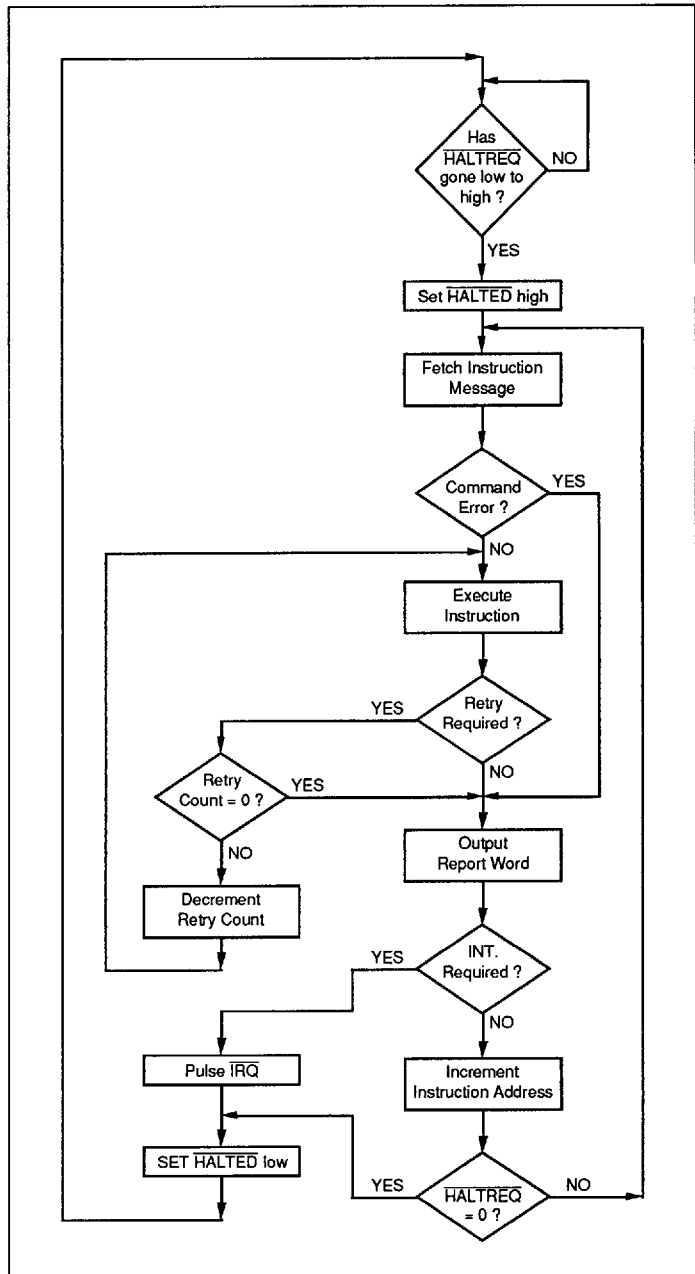 Has
HALTREQ
gone low to
high ?
NO
YES
Set HALTED high
Fetch Instruction
Message
Command
Error ?
YES
NO
Execute
Instruction
Retry
Required ?
YES
NO
Retry
Count = 0 ?
YES
NO
Decrement
Retry Count
Output
Report Word
INT.
Required ?
YES
NO
Pulse IRQ
Increment
Instruction Address
SET HALTED low
HALTREQ
= 0 ?
YES
NO